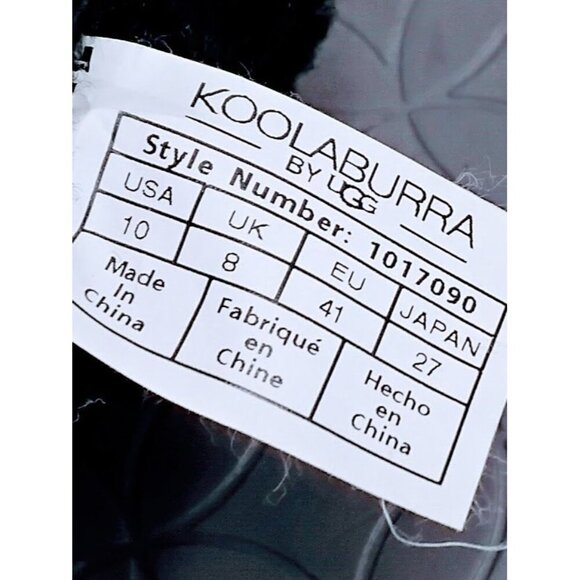 KOOLABURRA
BY UGG
Style Number: 1017090
USA UK EU JAPAN
10 8 41 27
Made
In
China
Fabriqué
en
Chine
Hecho
en
China